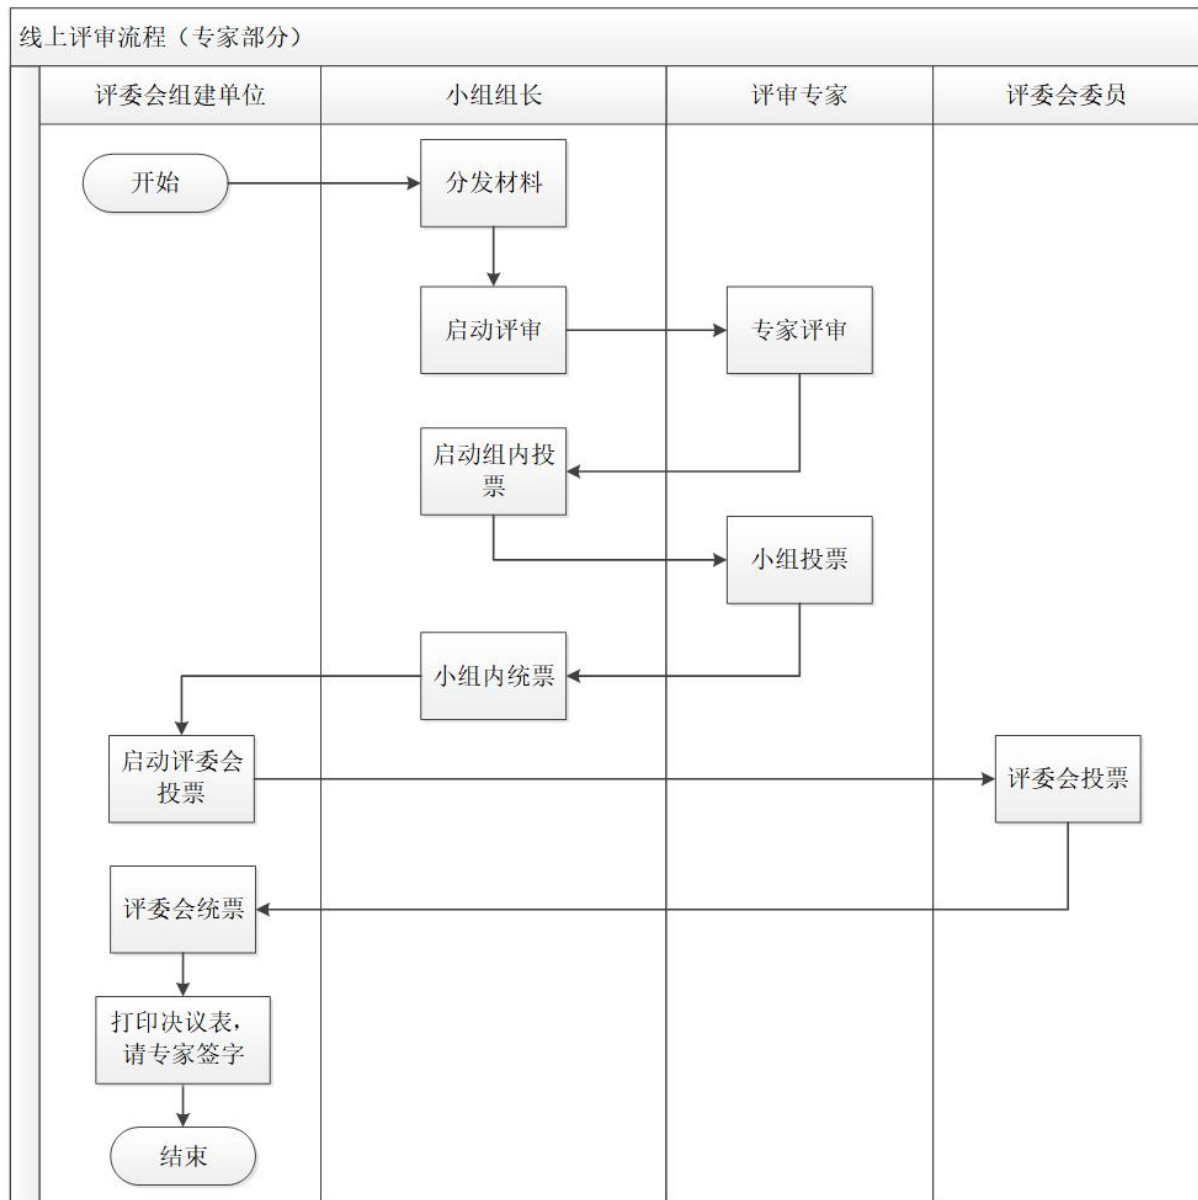 线上评审流程（专家部分）
评委会组建单位
小组组长
评审专家
评委会委员
开始
分发材料
启动评审
专家评审
启动组内投
票
小组投票
小组内统票
启动评委会
投票
评委会投票
评委会统票
打印决议表，
请专家签字
结束